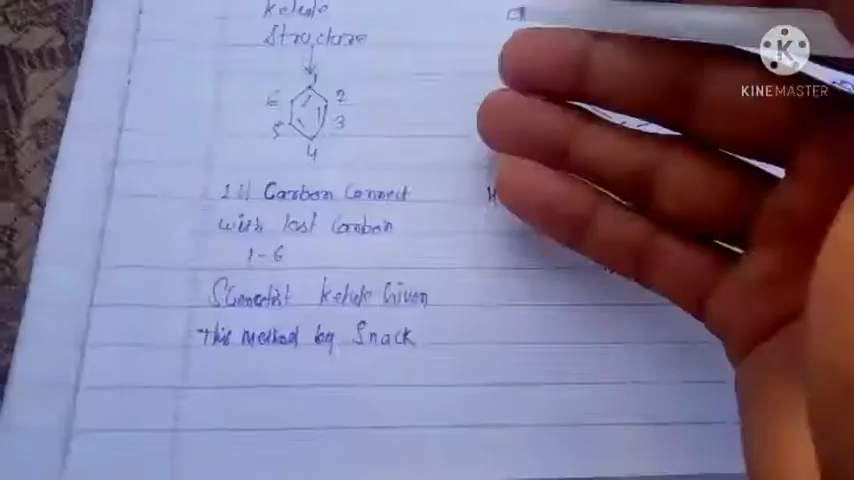 Kekule
Structure
1
6 2
5 3
4
1st Carbon Connect
with last Carbon
1-6
Scientist Kekule Given
This method by Snack
K
KINEMASTER